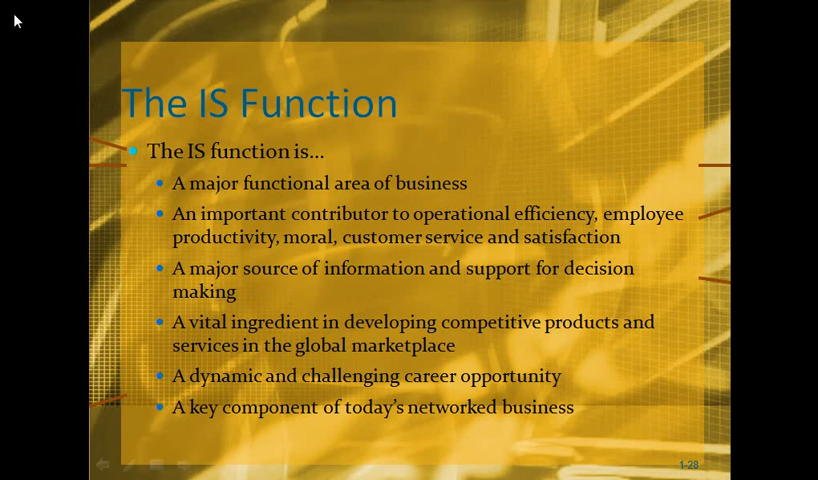 The IS Function
The IS function is...
A major functional area of business
An important contributor to operational efficiency, employee
productivity, moral, customer service and satisfaction
A major source of information and support for decision
making
A vital ingredient in developing competitive products and
services in the global marketplace
A dynamic and challenging career opportunity
A key component of today's networked business
1-28